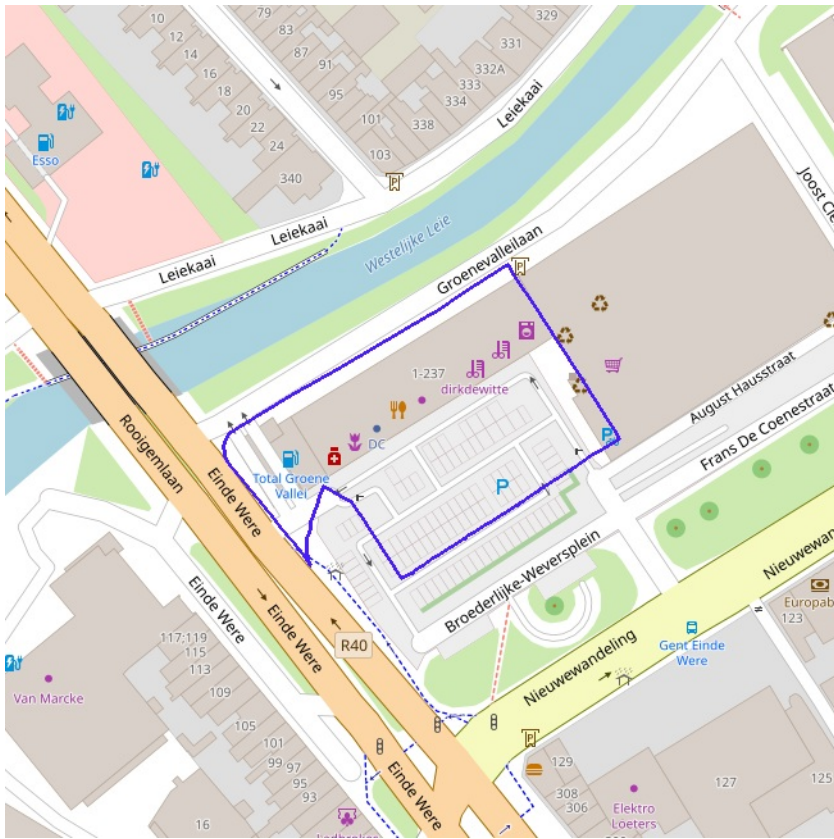 329
10
83
12
331
14
87
332A
91
16
333
95
18
334
Leiekaai
20
101
338
22
24
103
Esso
340
Leiekaai
Leiekaai
Westelijke Leie
Groenevalleilaan
1-237
dirkdewitte
August Hausstraat
DC
Frans De Coenestraat
Rooigemlaan
Einde Were
Total Groene
Vallei
P
Broederlijke-Weversplein
Nieuwewandeling
Einde Were
Europab
123
R40
Einde Were
117;119
115
113
Gent Einde
Were
Van Marcke
109
105
101
99
97
95
93
Einde Were
129
308
306
127
125
16
Elektro
Loeters